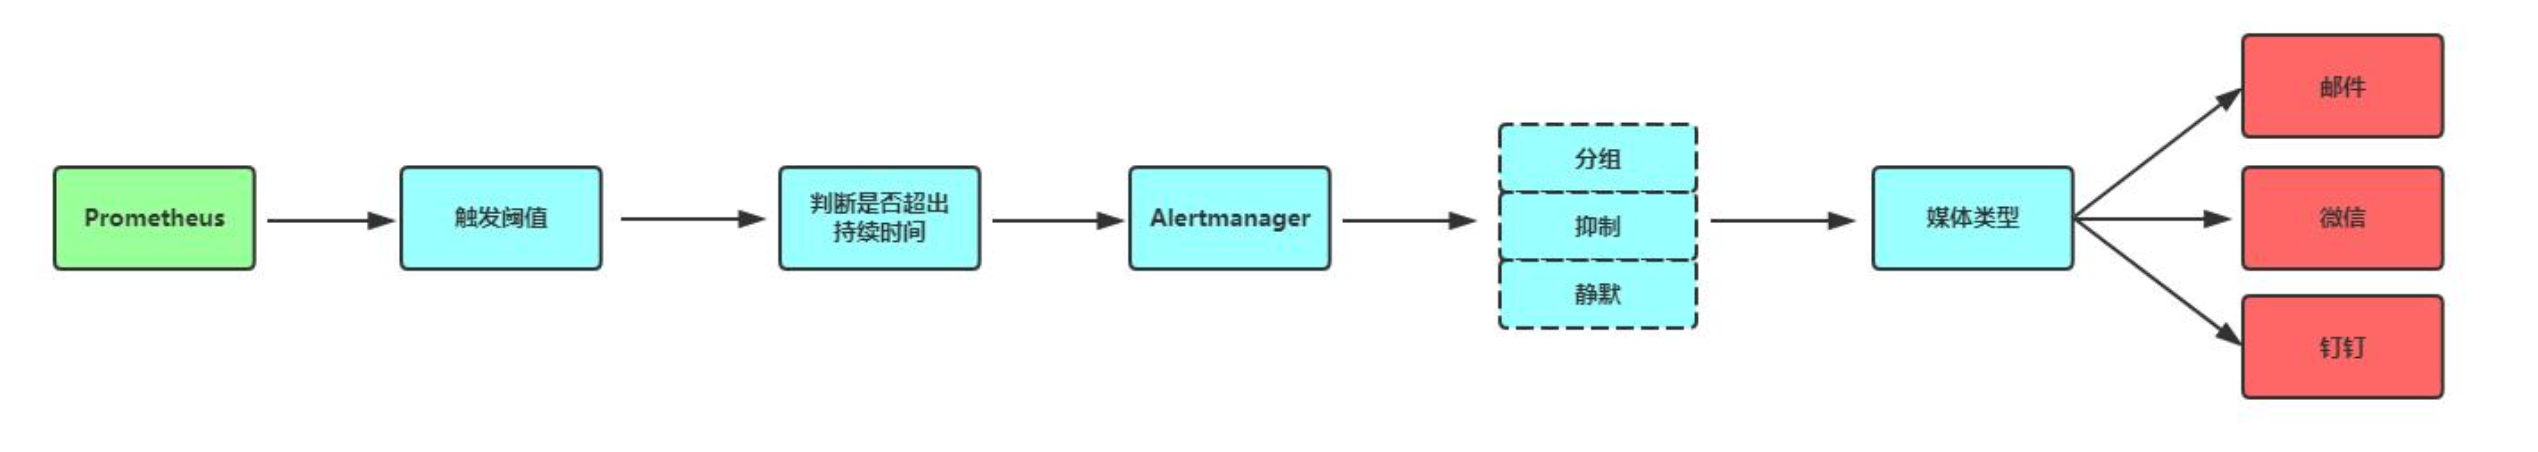 Prometheus
触发阈值
判断是否超出
持续时间
Alertmanager
分组
抑制
静默
媒体类型
邮件
微信
钉钉